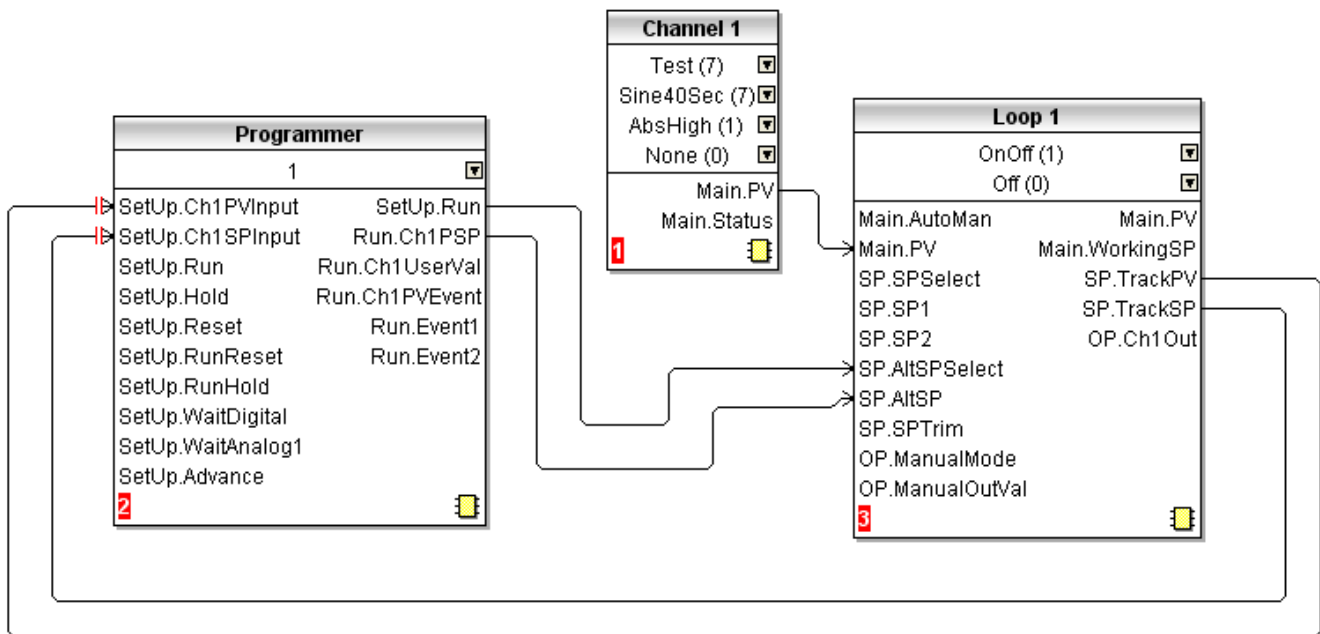 Channel 1
Test (7)
Sine40Sec (7)
AbsHigh (1)
None (0)
Main.PV
Main.Status
1
Programmer
1
SetUp.Ch1PVInput SetUp.Run
SetUp.Ch1SPInput Run.Ch1PSP
SetUp.Run Run.Ch1UserVal
SetUp.Hold Run.Ch1PVEvent
SetUp.Reset Run.Event1
SetUp.RunReset Run.Event2
SetUp.RunHold
SetUp.WaitDigital
SetUp.WaitAnalog1
SetUp.Advance
2
Loop 1
OnOff (1)
Off (0)
Main.AutoMan Main.PV
Main.PV Main.WorkingSP
SP.SPSelect SP.TrackPV
SP.SP1 SP.TrackSP
SP.SP2 OP.Ch1Out
SP.AltSPSelect
SP.AltSP
SP.SPTrim
OP.ManualMode
OP.ManualOutVal
3